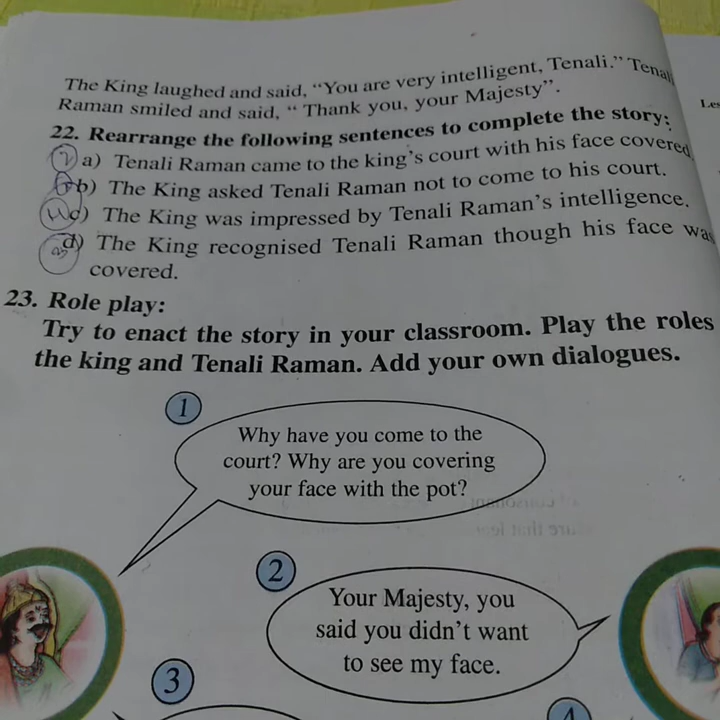 The King laughed and said, “You are very intelligent, Tenali.” Tenali
Raman smiled and said, “ Thank you, your Majesty”.
22. Rearrange the following sentences to complete the story:
a) Tenali Raman came to the king’s court with his face covered.
b) The King asked Tenali Raman not to come to his court.
c) The King was impressed by Tenali Raman’s intelligence.
d) The King recognised Tenali Raman though his face was
covered.
23. Role play:
Try to enact the story in your classroom. Play the roles
the king and Tenali Raman. Add your own dialogues.
1
Why have you come to the
court? Why are you covering
your face with the pot?
2
Your Majesty, you
said you didn’t want
to see my face.
3
4